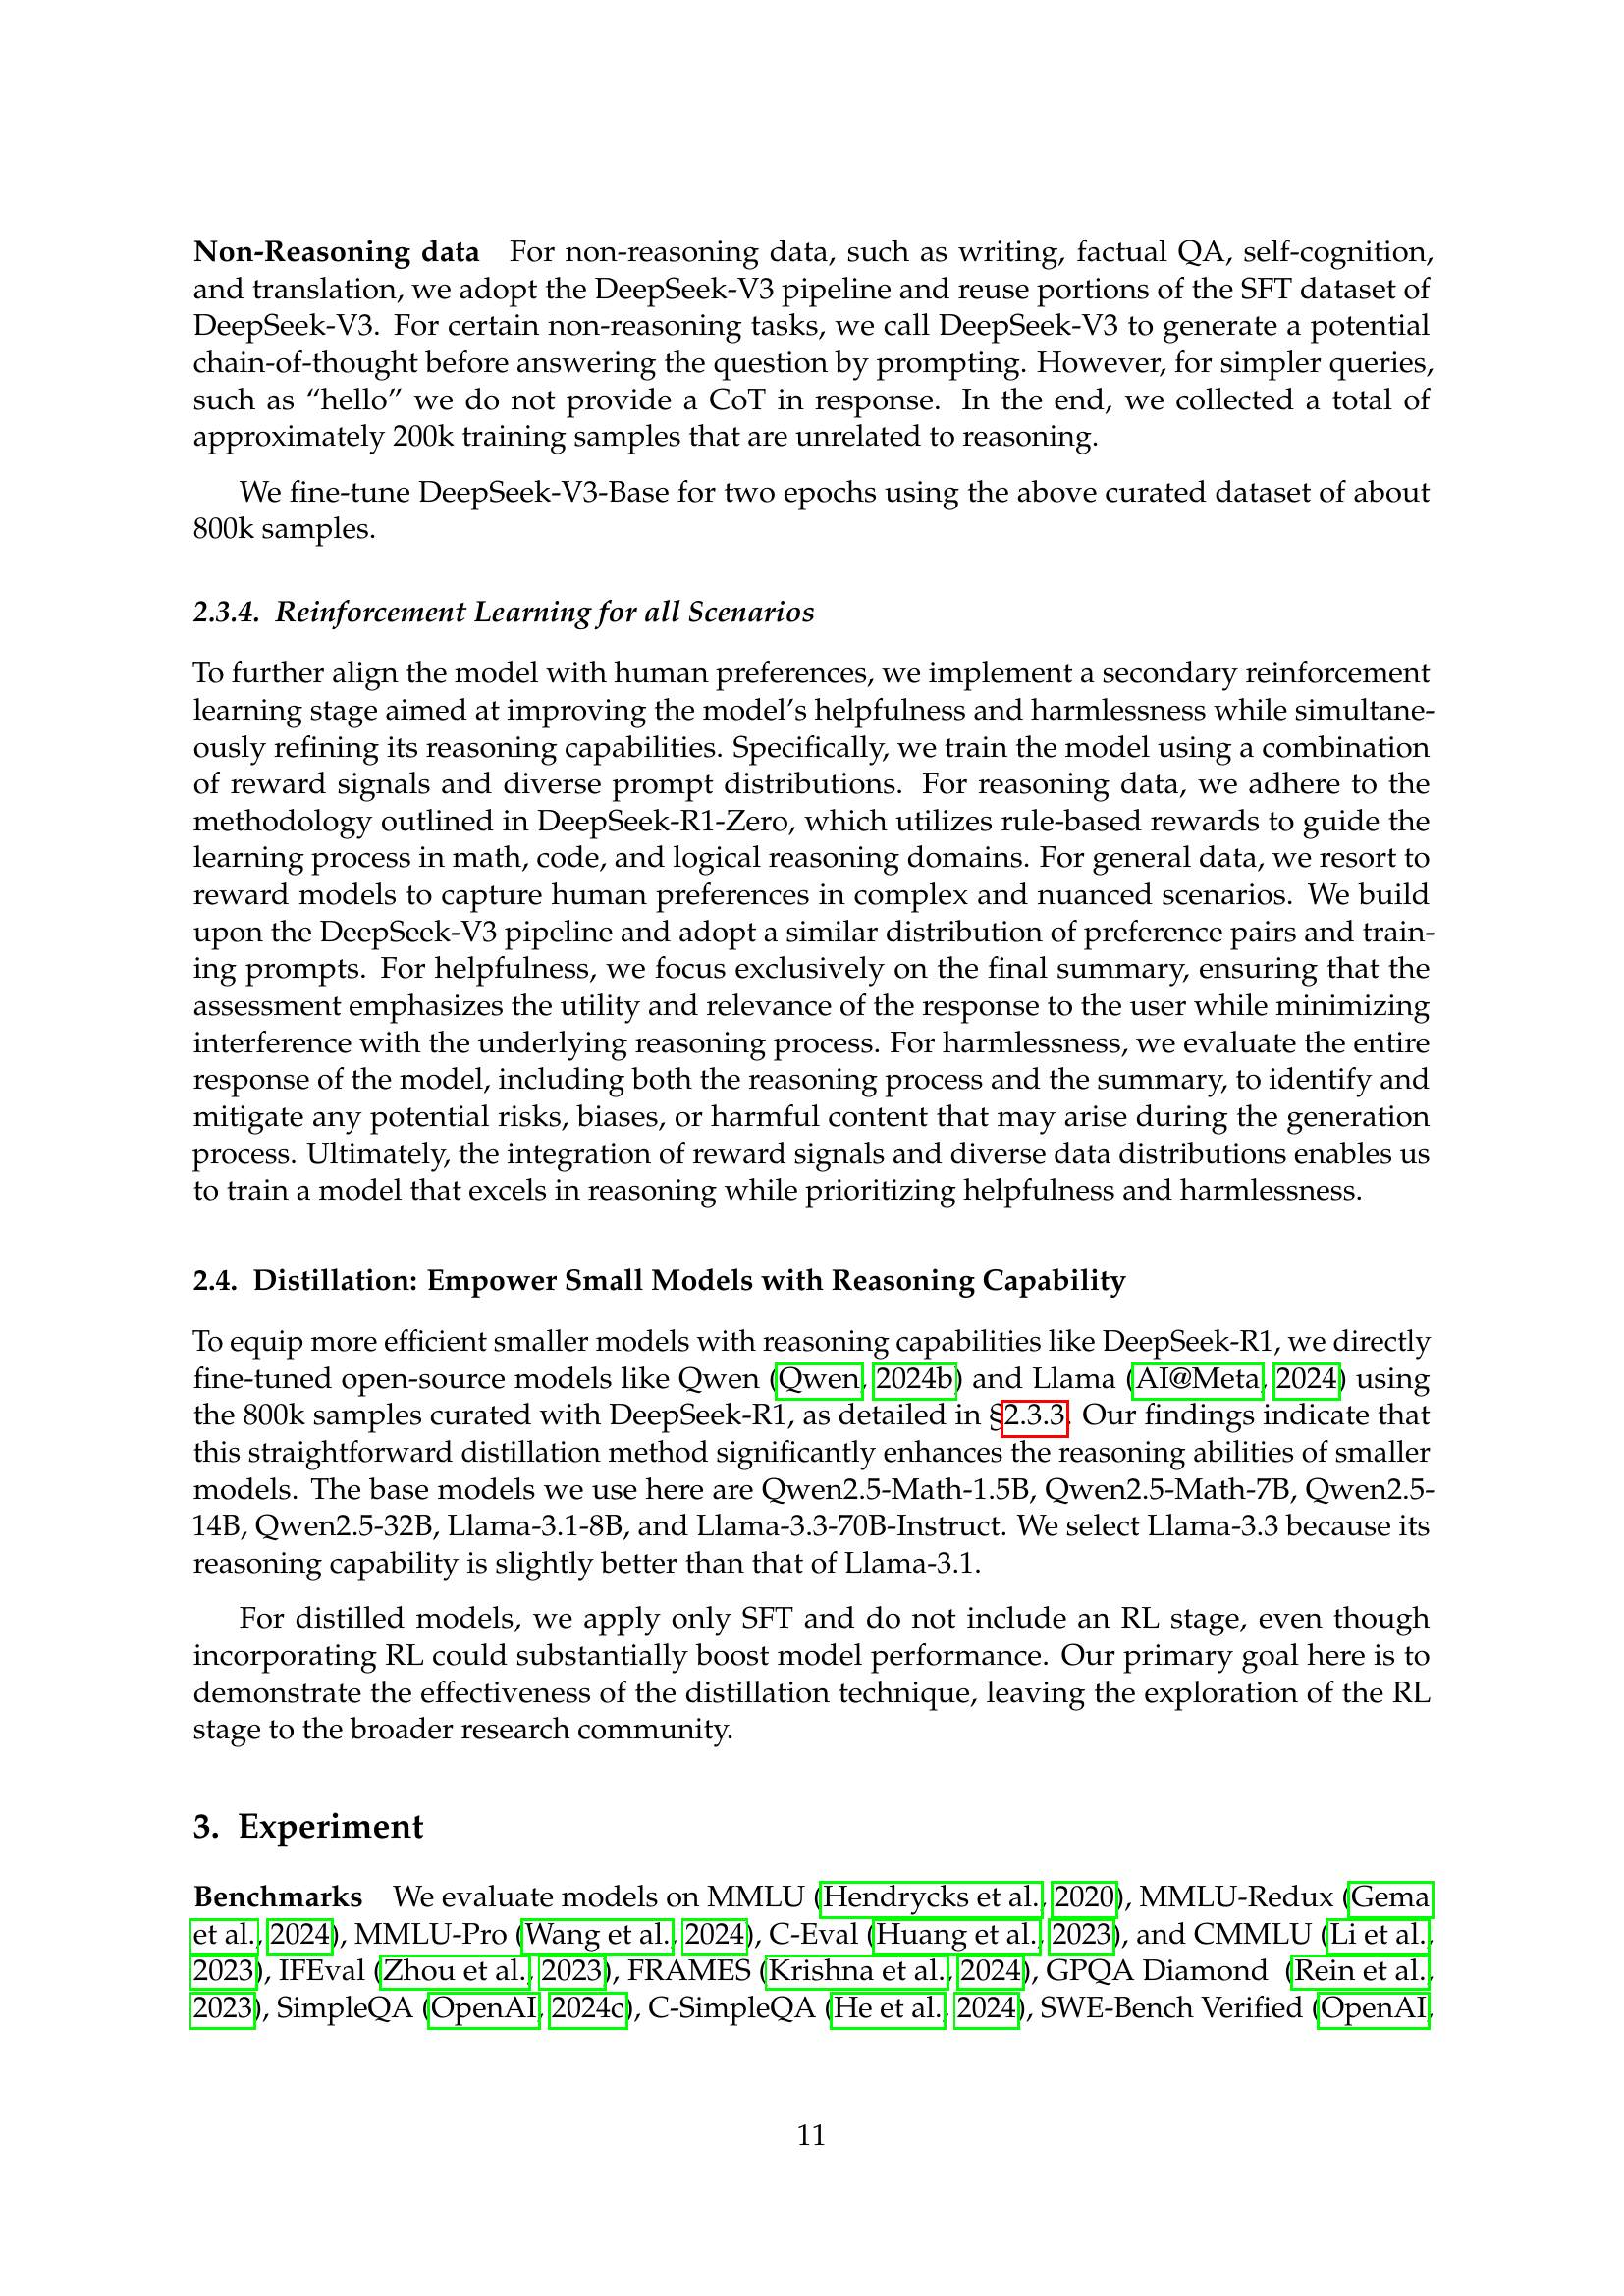 Non-Reasoning data For non-reasoning data, such as writing, factual QA, self-cognition,
and translation, we adopt the DeepSeek-V3 pipeline and reuse portions of the SFT dataset of
DeepSeek-V3. For certain non-reasoning tasks, we call DeepSeek-V3 to generate a potential
chain-of-thought before answering the question by prompting. However, for simpler queries,
such as “hello” we do not provide a CoT in response. In the end, we collected a total of
approximately 200k training samples that are unrelated to reasoning.
We fine-tune DeepSeek-V3-Base for two epochs using the above curated dataset of about
800k samples.
2.3.4. Reinforcement Learning for all Scenarios
To further align the model with human preferences, we implement a secondary reinforcement
learning stage aimed at improving the model’s helpfulness and harmlessness while simultane-
ously refining its reasoning capabilities. Specifically, we train the model using a combination
of reward signals and diverse prompt distributions. For reasoning data, we adhere to the
methodology outlined in DeepSeek-R1-Zero, which utilizes rule-based rewards to guide the
learning process in math, code, and logical reasoning domains. For general data, we resort to
reward models to capture human preferences in complex and nuanced scenarios. We build
upon the DeepSeek-V3 pipeline and adopt a similar distribution of preference pairs and train-
ing prompts. For helpfulness, we focus exclusively on the final summary, ensuring that the
assessment emphasizes the utility and relevance of the response to the user while minimizing
interference with the underlying reasoning process. For harmlessness, we evaluate the entire
response of the model, including both the reasoning process and the summary, to identify and
mitigate any potential risks, biases, or harmful content that may arise during the generation
process. Ultimately, the integration of reward signals and diverse data distributions enables us
to train a model that excels in reasoning while prioritizing helpfulness and harmlessness.
2.4. Distillation: Empower Small Models with Reasoning Capability
To equip more efficient smaller models with reasoning capabilities like DeepSeek-R1, we directly
fine-tuned open-source models like Qwen (Qwen, 2024b) and Llama (AI@Meta, 2024) using
the 800k samples curated with DeepSeek-R1, as detailed in §2.3.3. Our findings indicate that
this straightforward distillation method significantly enhances the reasoning abilities of smaller
models. The base models we use here are Qwen2.5-Math-1.5B, Qwen2.5-Math-7B, Qwen2.5-
14B, Qwen2.5-32B, Llama-3.1-8B, and Llama-3.3-70B-Instruct. We select Llama-3.3 because its
reasoning capability is slightly better than that of Llama-3.1.
For distilled models, we apply only SFT and do not include an RL stage, even though
incorporating RL could substantially boost model performance. Our primary goal here is to
demonstrate the effectiveness of the distillation technique, leaving the exploration of the RL
stage to the broader research community.
3. Experiment
Benchmarks We evaluate models on MMLU (Hendrycks et al., 2020), MMLU-Redux (Gema
et al., 2024), MMLU-Pro (Wang et al., 2024), C-Eval (Huang et al., 2023), and CMMLU (Li et al.,
2023), IFEval (Zhou et al., 2023), FRAMES (Krishna et al., 2024), GPQA Diamond (Rein et al.,
2023), SimpleQA (OpenAI, 2024c), C-SimpleQA (He et al., 2024), SWE-Bench Verified (OpenAI,
11